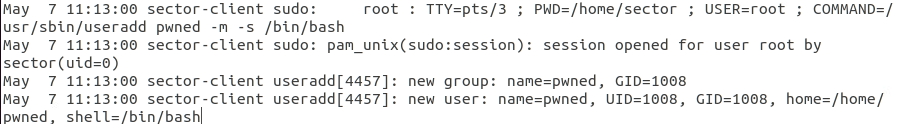 May  7 11:13:00 sector-client sudo:     root : TTY=pts/3 ; PWD=/home/sector ; USER=root ; COMMAND=/
usr/sbin/useradd pwned -m -s /bin/bash
May  7 11:13:00 sector-client sudo: pam_unix(sudo:session): session opened for user root by
sector(uid=0)
May  7 11:13:00 sector-client useradd[4457]: new group: name=pwned, GID=1008
May  7 11:13:00 sector-client useradd[4457]: new user: name=pwned, UID=1008, GID=1008, home=/home/
pwned, shell=/bin/bash